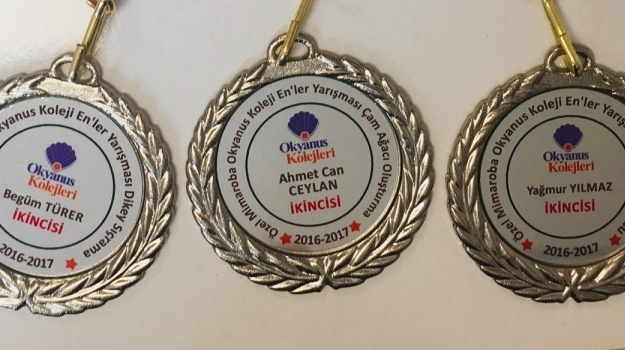 Okyanus Koleji En'ler Yarışması Dikey Sıçrama
Okyanus
Kolejleri
Begüm TÜRER
İKİNCİSİ
2016-2017
Özel Mimaroba Okyanus Koleji En'ler Yarışması Çam Ağacı Oluşturma
Okyanus
Kolejleri
Ahmet Can
CEYLAN
İKİNCİSİ
2016-2017
Özel Mimaroba Okyanus Koleji En'ler
Okyanus
Kolejleri
Yağmur YILMAZ
İKİNCİSİ
2016-2017